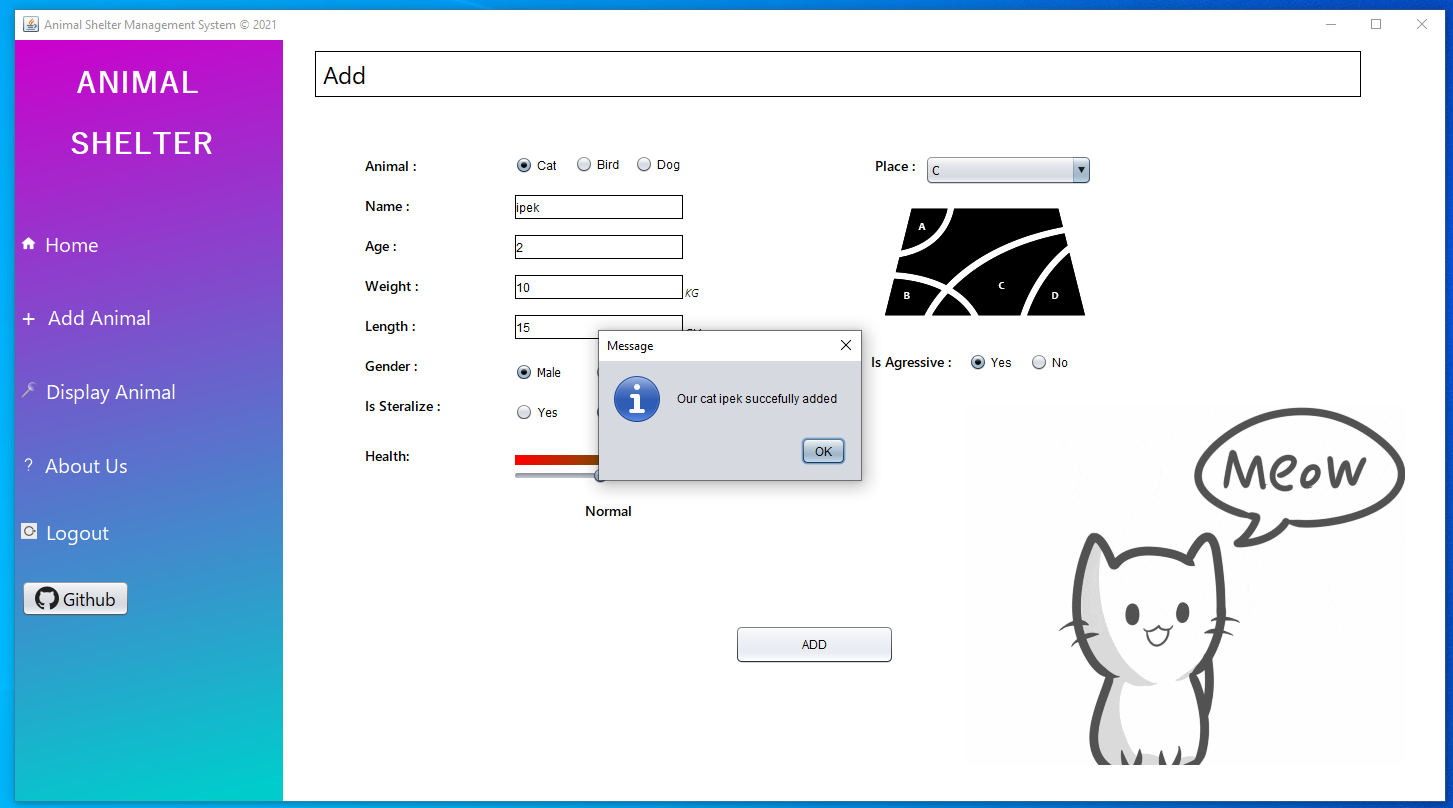 Animal Shelter Management System © 2021
ANIMAL
SHELTER
Home
Add Animal
Display Animal
About Us
Logout
Github
Add
Animal :
Cat
Bird
Dog
Name :
ipek
Age :
2
Weight :
10
KG
Length :
15
Gender :
Male
Is Steralize :
Yes
Health:
Normal
Place :
C
A
B
C
D
Is Agressive :
Yes
No
Message
Our cat ipek succefully added
OK
ADD
Meow